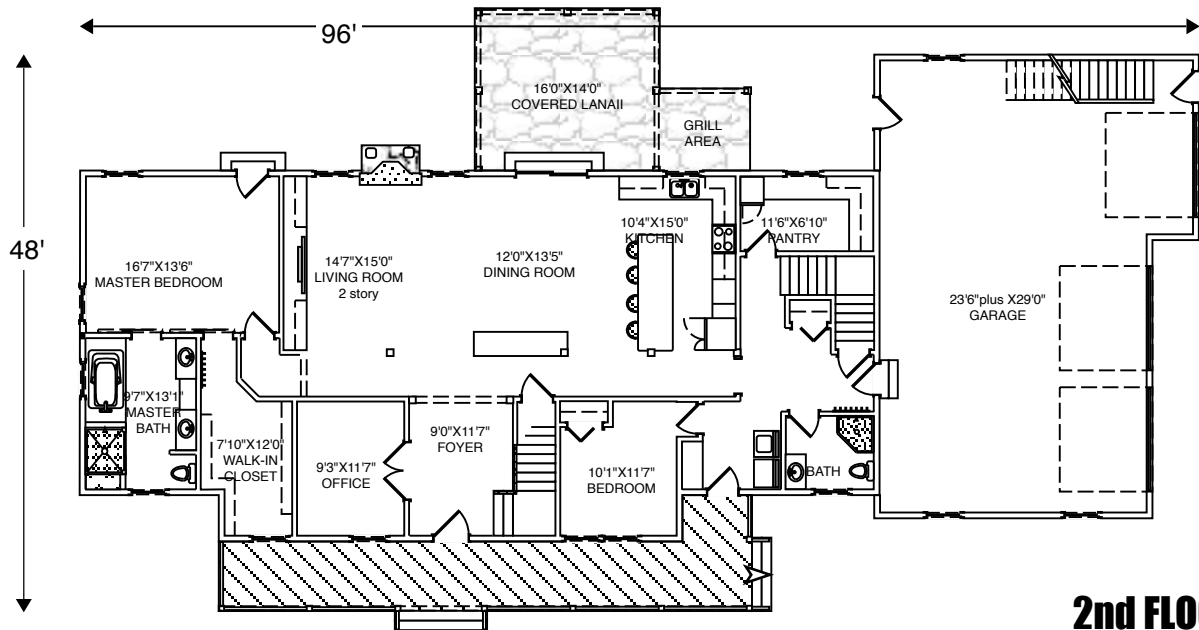 96'
16'0"X14'0"
COVERED LANAII
GRILL
AREA
48'
16'7"X13'6"
MASTER BEDROOM
14'7"X15'0"
LIVING ROOM
2 story
12'0"X13'5"
DINING ROOM
10'4"X15'0"
KITCHEN
11'6"X6'10"
PANTRY
23'6"plus X29'0"
GARAGE
9'7"X13'1"
MASTER
BATH
7'10"X12'0"
WALK-IN
CLOSET
9'3"X11'7"
OFFICE
9'0"X11'7"
FOYER
10'1"X11'7"
BEDROOM
BATH
2nd FLO